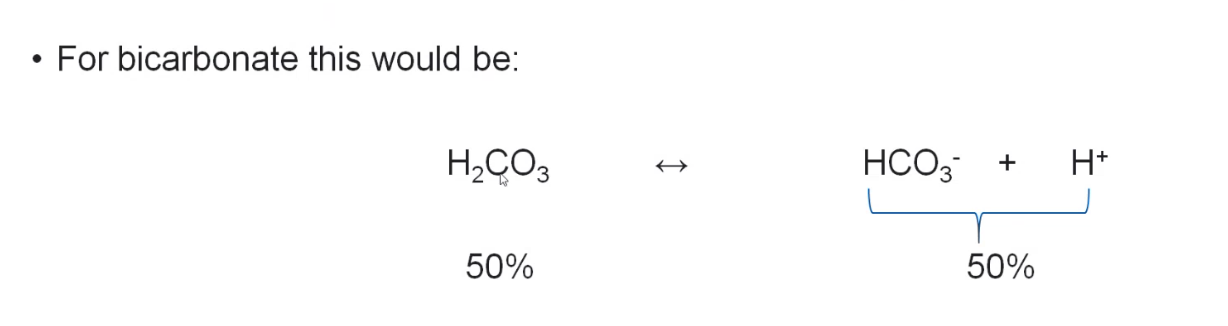 • For bicarbonate this would be:
H₂CO₃ ↔ HCO₃⁻ + H⁺
50% 50%